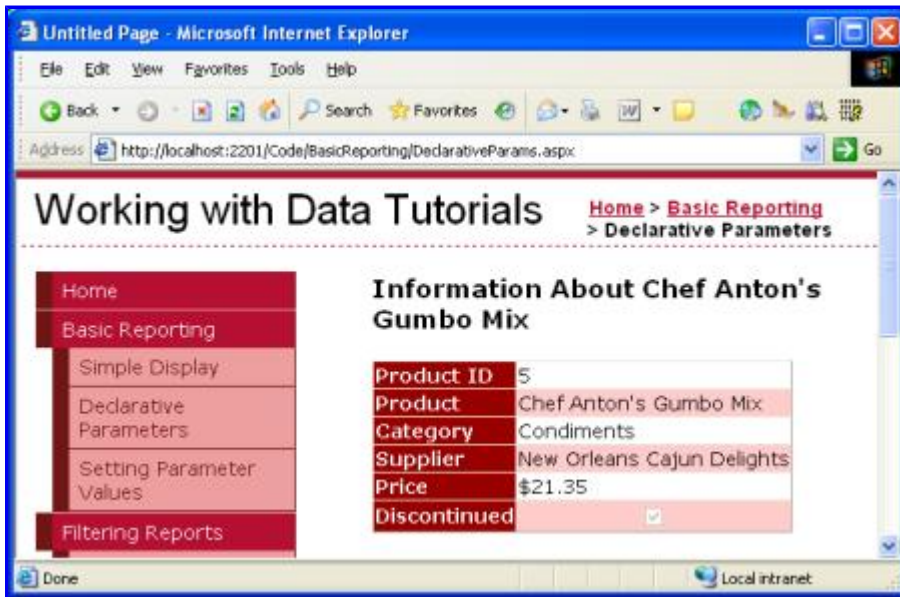 Untitled Page - Microsoft Internet Explorer
File Edit View Favorites Tools Help
Back Search Favorites
Address http://localhost:2201/Code/BasicReporting/DeclarativeParams.aspx Go
Working with Data Tutorials
Home > Basic Reporting
> Declarative Parameters
Home
Basic Reporting
Simple Display
Declarative
Parameters
Setting Parameter
Values
Filtering Reports
Information About Chef Anton's
Gumbo Mix
Product ID 5
Product Chef Anton's Gumbo Mix
Category Condiments
Supplier New Orleans Cajun Delights
Price $21.35
Discontinued
Done Local intranet